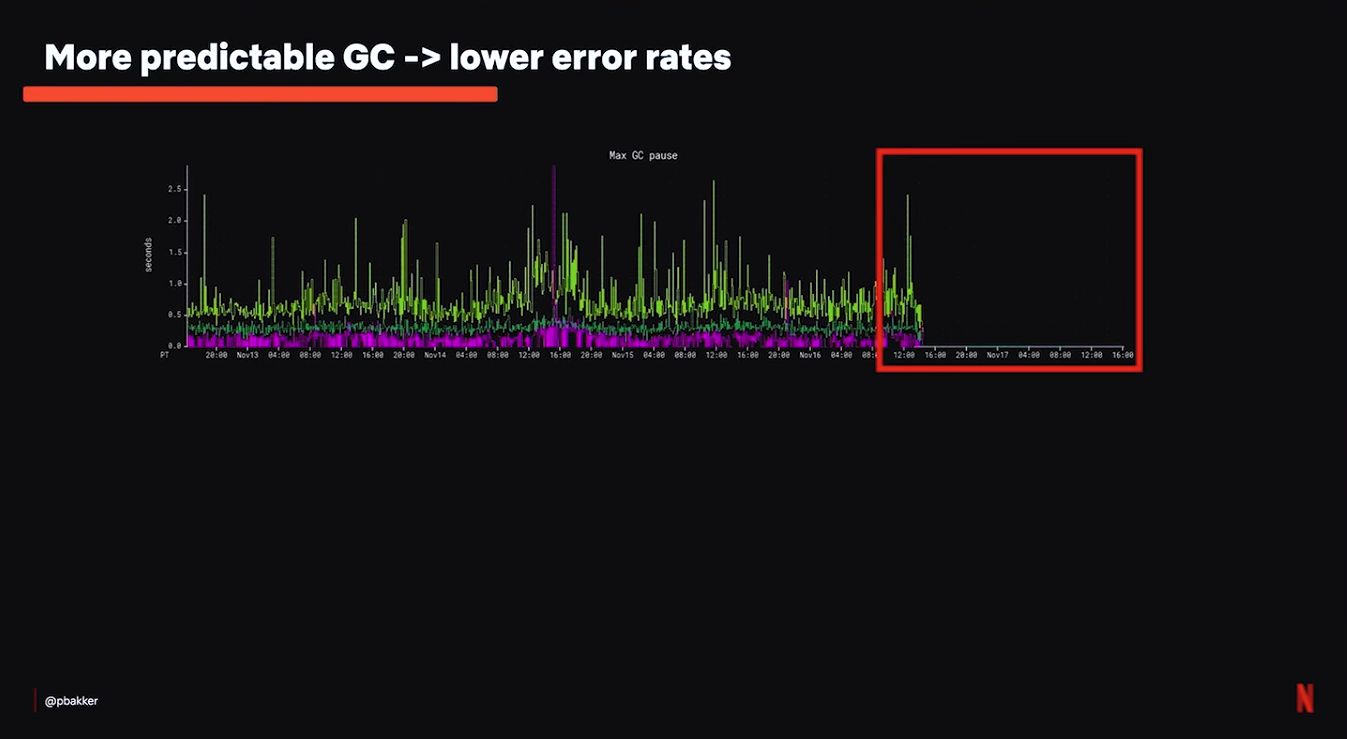 More predictable GC -> lower error rates
Max GC pause
seconds
2.5
2.0
1.5
1.0
0.5
0.0
PT 20:00 Nov13 04:00 08:00 12:00 16:00 20:00 Nov14 04:00 08:00 12:00 16:00 20:00 Nov15 04:00 08:00 12:00 16:00 20:00 Nov16 04:00 08:00 12:00 16:00 20:00 Nov17 04:00 08:00 12:00 16:00
@pbakker
N